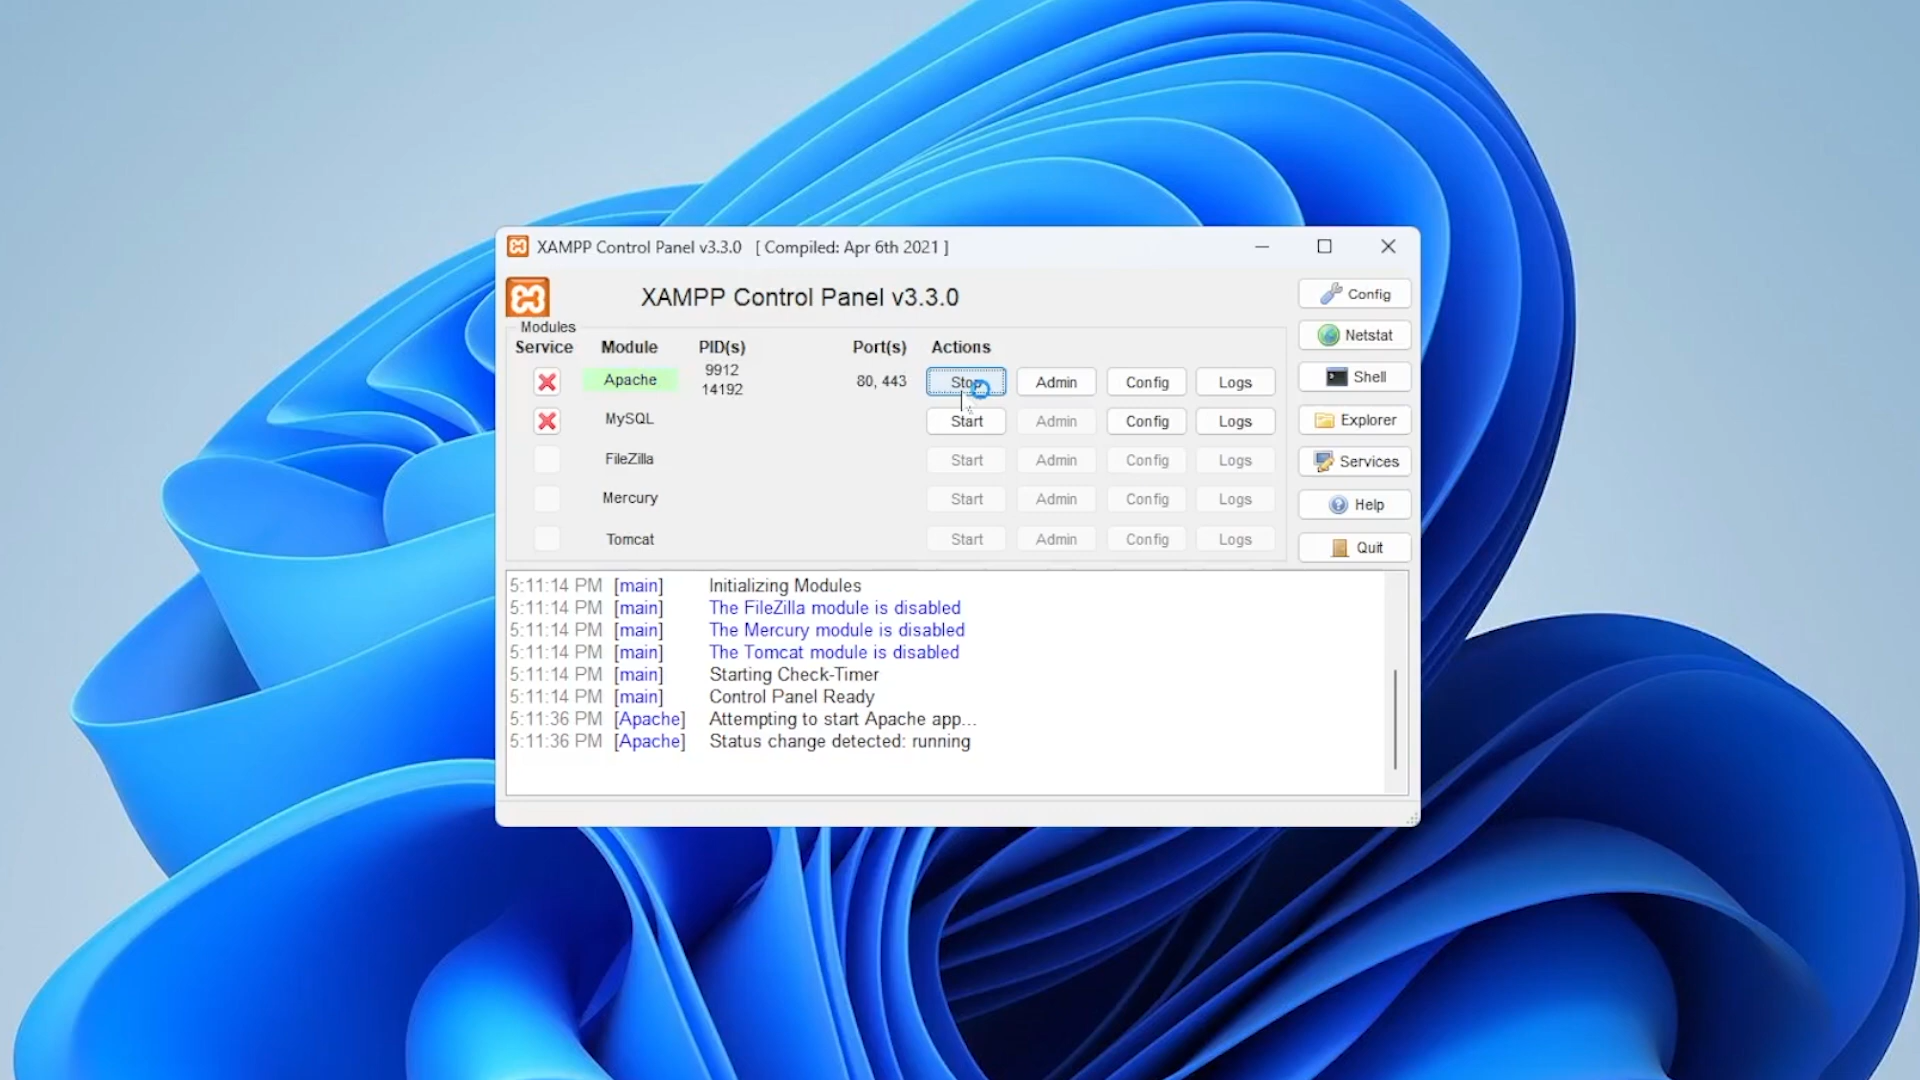 XAMPP Control Panel v3.3.0 [ Compiled: Apr 6th 2021 ]
XAMPP Control Panel v3.3.0
Config
Modules
Service Module PID(s) Port(s) Actions
Netstat
Apache 9912 14192 80, 443 Stop Admin Config Logs
Shell
MySQL Start Admin Config Logs
Explorer
FileZilla Start Admin Config Logs
Services
Mercury Start Admin Config Logs
Help
Tomcat Start Admin Config Logs
Quit
5:11:14 PM [main] Initializing Modules
5:11:14 PM [main] The FileZilla module is disabled
5:11:14 PM [main] The Mercury module is disabled
5:11:14 PM [main] The Tomcat module is disabled
5:11:14 PM [main] Starting Check-Timer
5:11:14 PM [main] Control Panel Ready
5:11:36 PM [Apache] Attempting to start Apache app...
5:11:36 PM [Apache] Status change detected: running